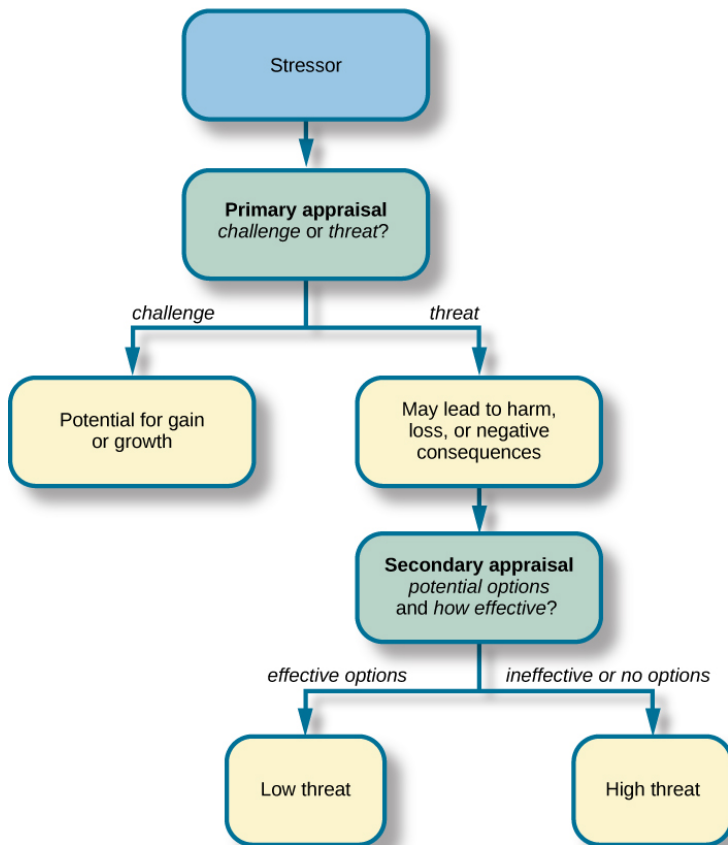 Stressor
Primary appraisal
challenge or threat?
challenge
threat
Potential for gain
or growth
May lead to harm,
loss, or negative
consequences
Secondary appraisal
potential options
and how effective?
effective options
ineffective or no options
Low threat
High threat